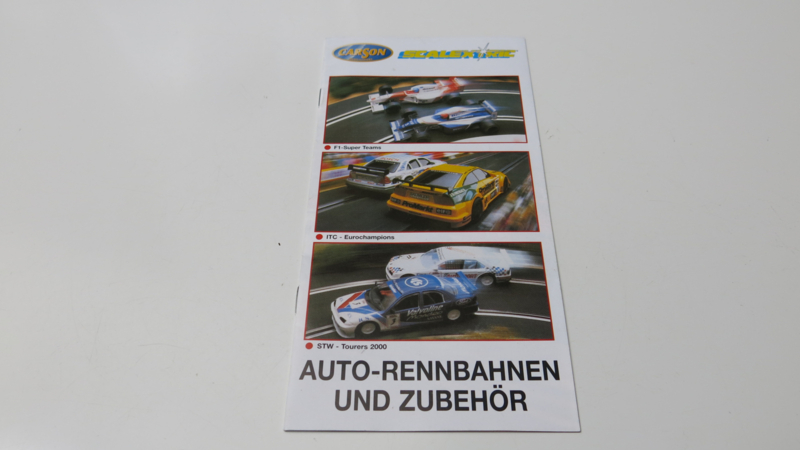 CARSON
SCALEXTRIC
F1-Super Teams
ITC - Eurochampions
STW - Tourers 2000
AUTO-RENNBAHNEN
UND ZUBEHÖR